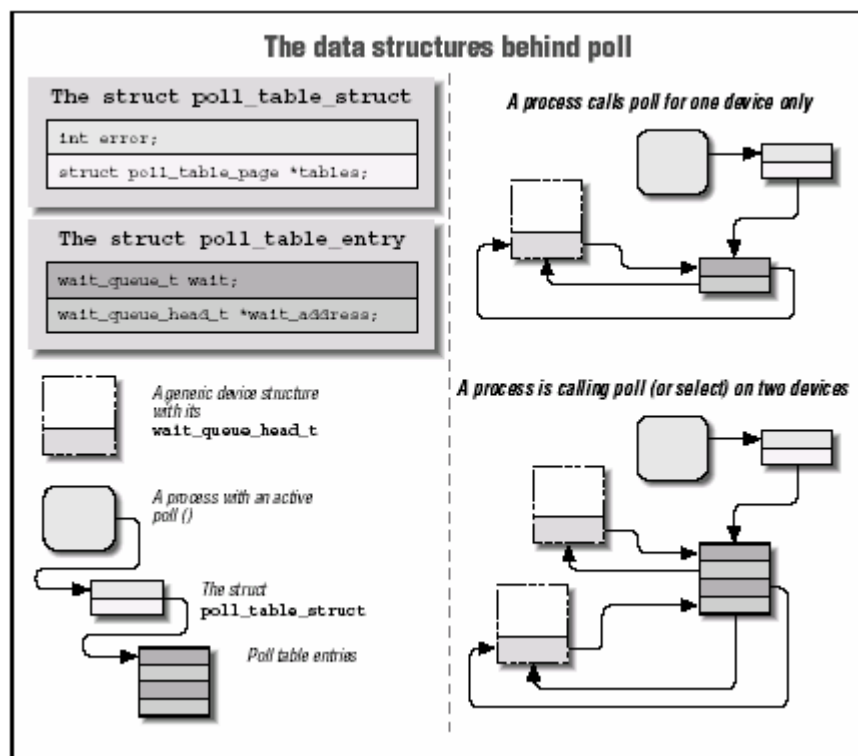 The data structures behind poll
The struct poll_table_struct
int error;
struct poll_table_page *tables;
The struct poll_table_entry
wait_queue_t wait;
wait_queue_head_t *wait_address;
A generic device structure
with its
wait_queue_head_t
A process with an active
poll ()
The struct
poll_table_struct
Poll table entries
A process calls poll for one device only
A process is calling poll (or select) on two devices